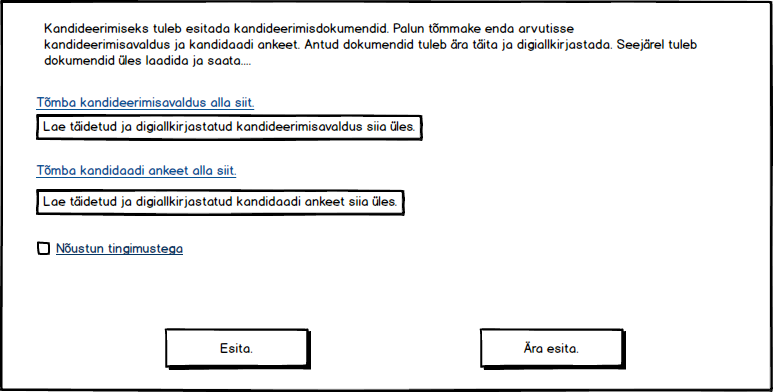 Kandideerimiseks tuleb esitada kandideerimisdokumendid. Palun tõmmake enda arvutisse
kandideerimisavaldus ja kandidaadi ankeet. Antud dokumendid tuleb ära täita ja digiallkirjastada. Seejärel tuleb
dokumendid üles laadida ja saata....
Tõmba kandideerimisavaldus alla siit.
Lae täidetud ja digiallkirjastatud kandideerimisavaldus siia üles.
Tõmba kandidaadi ankeet alla siit.
Lae täidetud ja digiallkirjastatud kandidaadi ankeet siia üles.
Nõustun tingimustega
Esita.
Ära esita.